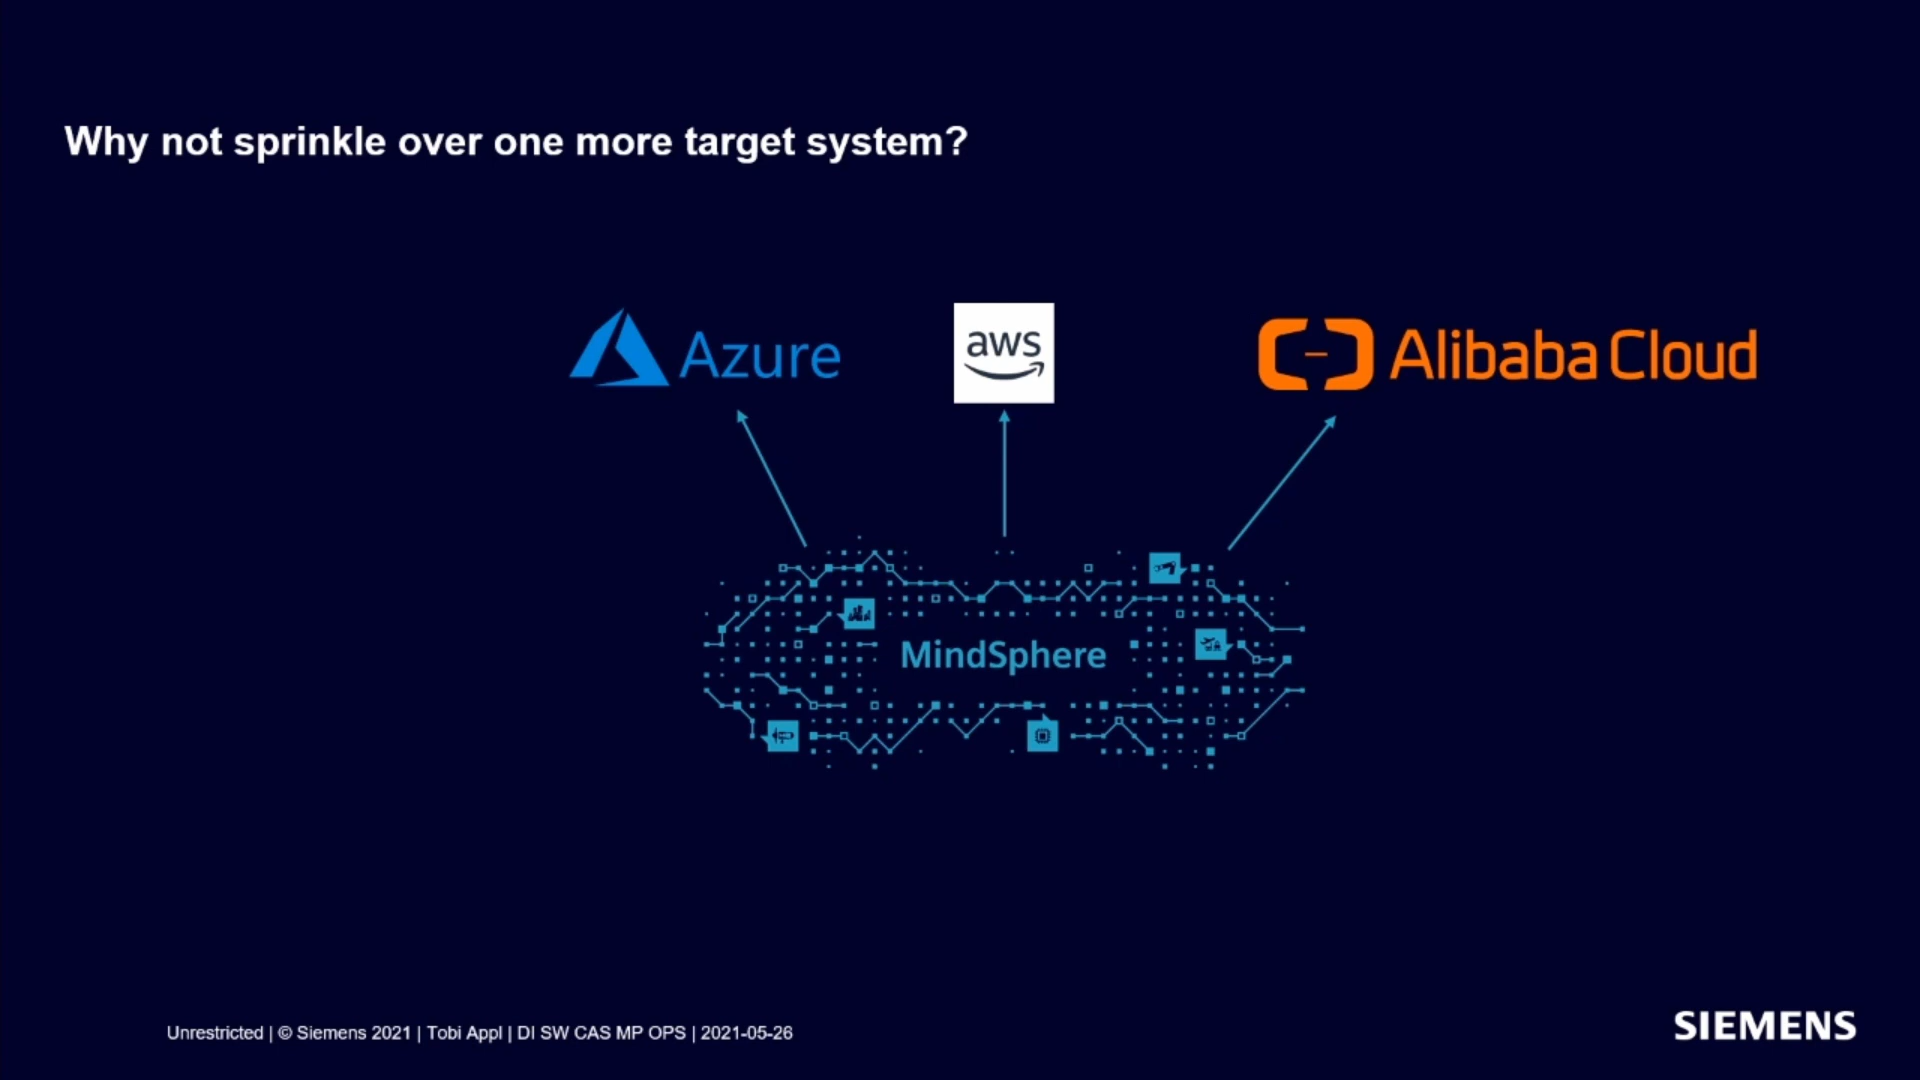 Why not sprinkle over one more target system?
Azure
aws
Alibaba Cloud
MindSphere
Unrestricted | © Siemens 2021 | Tobi Appl | DI SW CAS MP OPS | 2021-05-26
SIEMENS